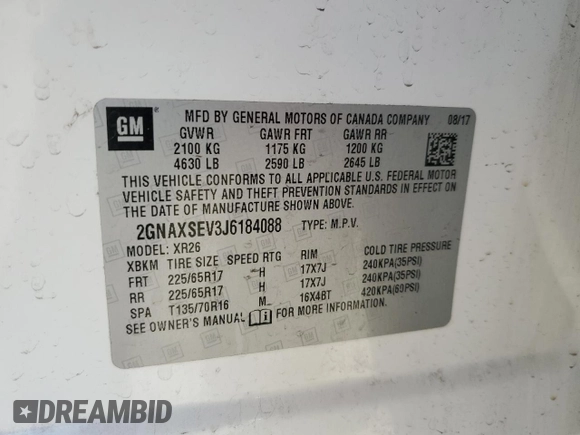 GM MFD BY GENERAL MOTORS OF CANADA COMPANY 08/17
GVWR GAWR FRT GAWR RR
2100 KG 1175 KG 1200 KG
4630 LB 2590 LB 2645 LB
THIS VEHICLE CONFORMS TO ALL APPLICABLE U.S. FEDERAL MOTOR
VEHICLE SAFETY AND THEFT PREVENTION STANDARDS IN EFFECT ON
THE DATE OF MANUFACTURE SHOWN ABOVE.
2GNAXSEV3J6184088 TYPE: M.P.V.
MODEL: XR26
XBKM TIRE SIZE SPEED RTG RIM COLD TIRE PRESSURE
FRT 225/65R17 H 17X7J 240KPA(35PSI)
RR 225/65R17 H 17X7J 240KPA(35PSI)
SPA T135/70R16 M 16X4BT 420KPA(60PSI)
SEE OWNER'S MANUAL FOR MORE INFORMATION.
DREAMBID